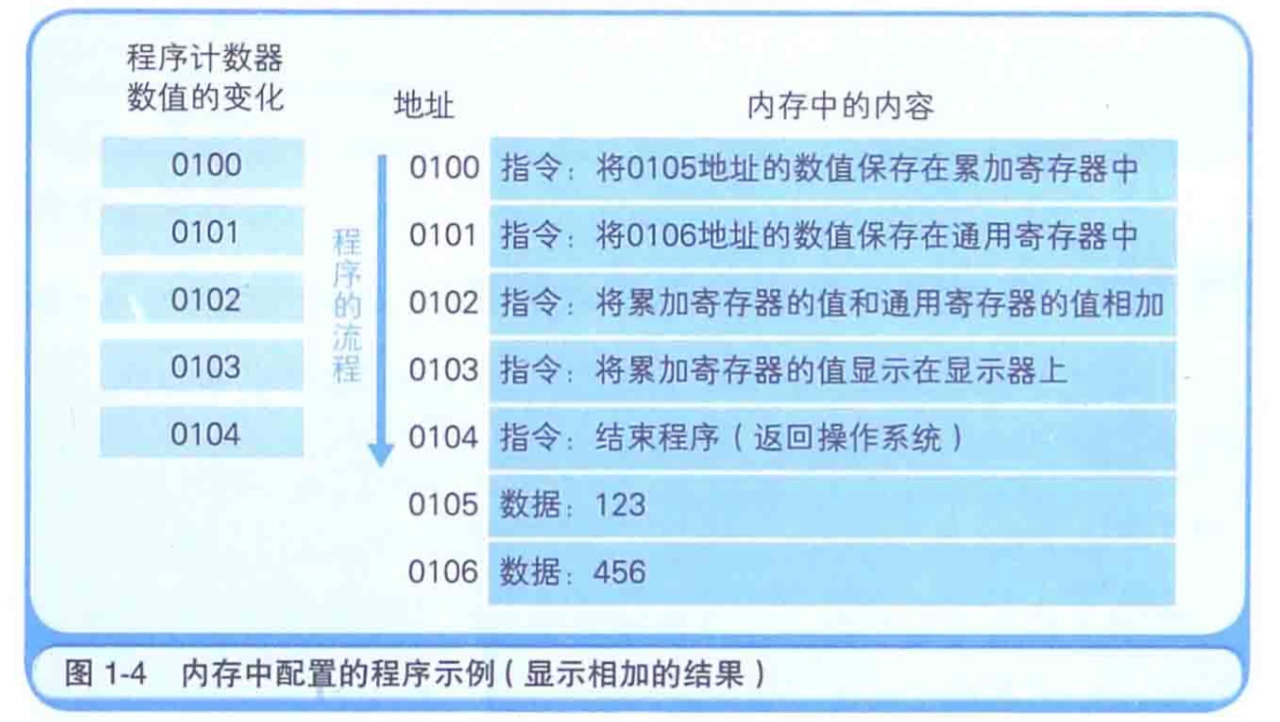 程序计数器
数值的变化
地址
内存中的内容
0100
0100 指令：将0105地址的数值保存在累加寄存器中
0101
0101 指令：将0106地址的数值保存在通用寄存器中
0102
0102 指令：将累加寄存器的值和通用寄存器的值相加
0103
0103 指令：将累加寄存器的值显示在显示器上
0104
0104 指令：结束程序（返回操作系统）
0105 数据：123
0106 数据：456
程序的流程
图 1-4 内存中配置的程序示例（显示相加的结果）